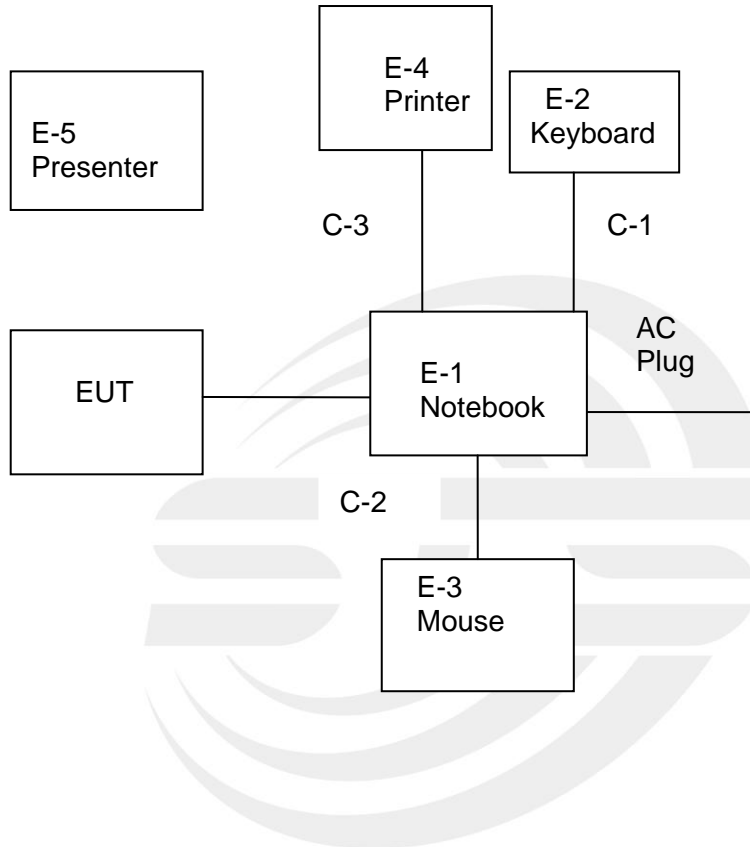 E-4
Printer
E-2
Keyboard
E-5
Presenter
C-3
C-1
AC
Plug
EUT
E-1
Notebook
C-2
E-3
Mouse